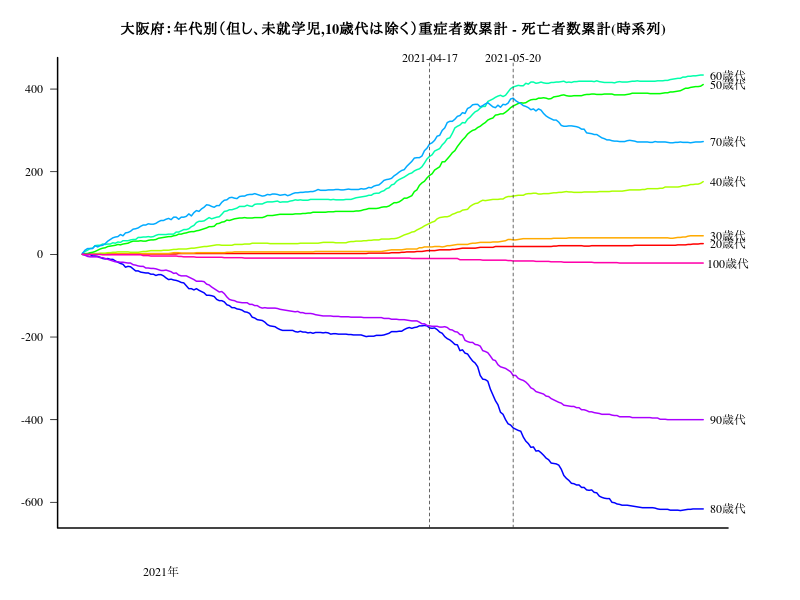 大阪府：年代別（但し、未就学児,10歳代は除く）重症者数累計 - 死亡者数累計(時系列)
2021-04-17 2021-05-20
400
200
0
-200
-400
-600
60歳代
50歳代
70歳代
40歳代
30歳代
20歳代
100歳代
90歳代
80歳代
2021年